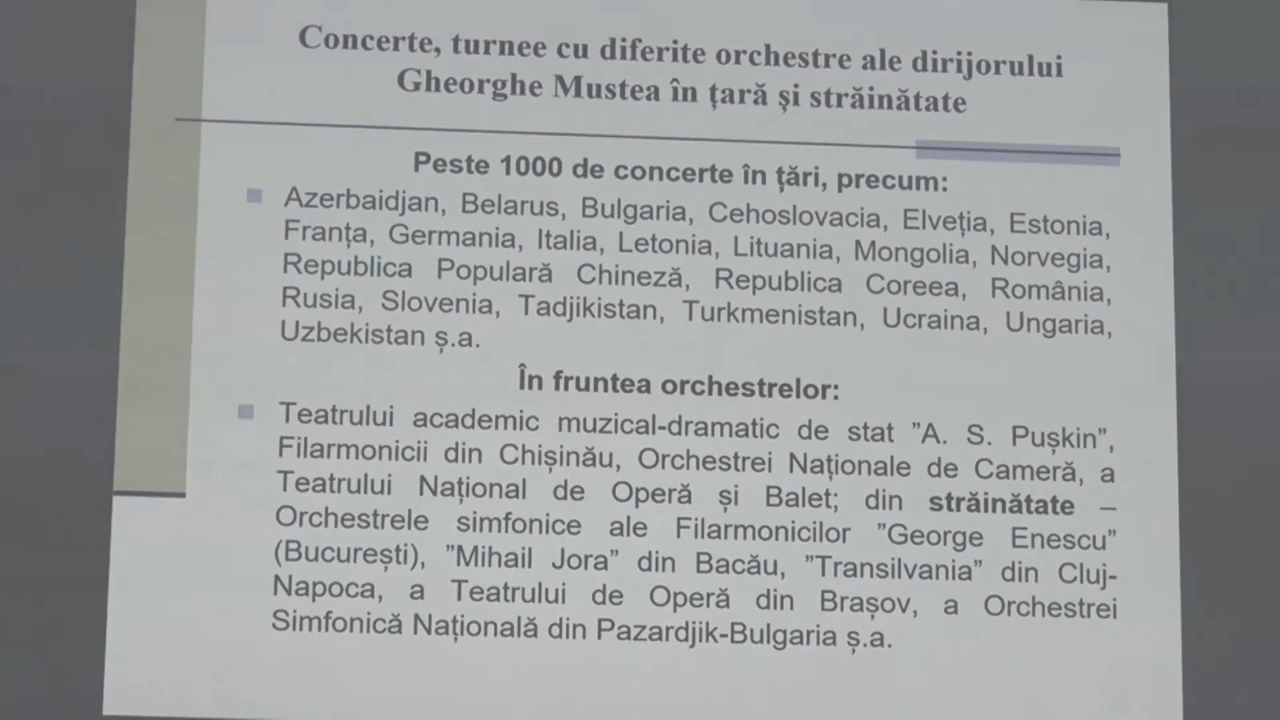 Concerte, turnee cu diferite orchestre ale dirijorului
Gheorghe Mustea în țară și străinătate
Peste 1000 de concerte în țări, precum:
Azerbaidjan, Belarus, Bulgaria, Cehoslovacia, Elveția, Estonia,
Franța, Germania, Italia, Letonia, Lituania, Mongolia, Norvegia,
Republica Populară Chineză, Republica Coreea, România,
Rusia, Slovenia, Tadjikistan, Turkmenistan, Ucraina, Ungaria,
Uzbekistan ș.a.
În fruntea orchestrelor:
Teatrului academic muzical-dramatic de stat ”A. S. Pușkin”,
Filarmonicii din Chișinău, Orchestrei Naționale de Cameră, a
Teatrului Național de Operă și Balet; din străinătate –
Orchestrele simfonice ale Filarmonicilor ”George Enescu”
(București), ”Mihail Jora” din Bacău, ”Transilvania” din Cluj-
Napoca, a Teatrului de Operă din Brașov, a Orchestrei
Simfonică Națională din Pazardjik-Bulgaria ș.a.